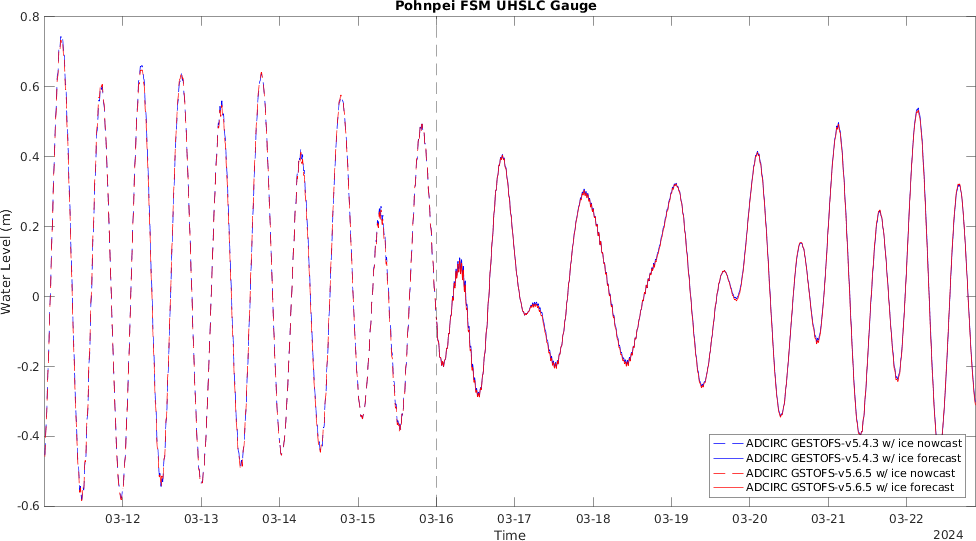 Pohnpei FSM UHSLC Gauge
0.8
0.6
0.4
0.2
0
-0.2
-0.4
-0.6
Water Level (m)
03-12 03-13 03-14 03-15 03-16 03-17 03-18 03-19 03-20 03-21 03-22
Time
2024
ADCIRC GESTOFS-v5.4.3 w/ ice nowcast
ADCIRC GESTOFS-v5.4.3 w/ ice forecast
ADCIRC GSTOFS-v5.6.5 w/ ice nowcast
ADCIRC GSTOFS-v5.6.5 w/ ice forecast